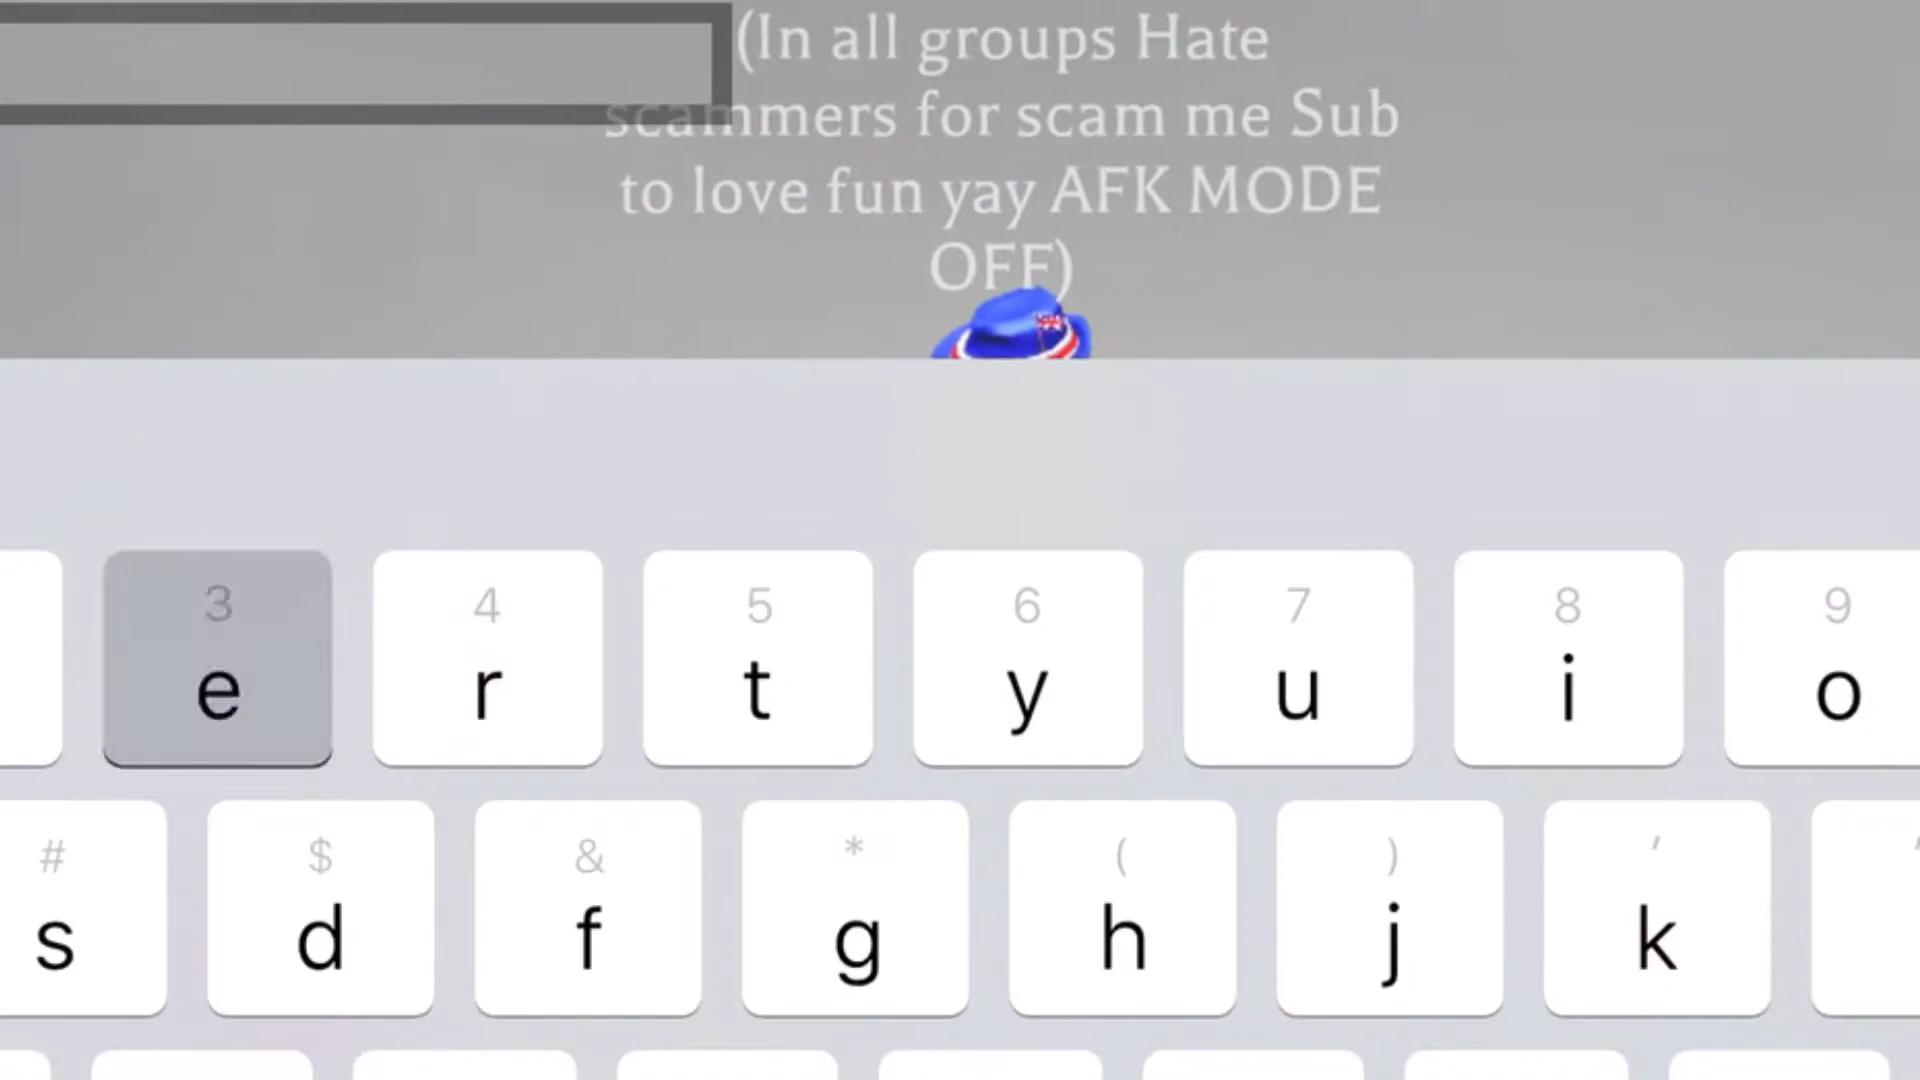 (In all groups Hate
scammers for scam me Sub
to love fun yay AFK MODE
OFF)
3 4 5 6 7 8 9
e r t y u i o
# $ & * ( ) '
s d f g h j k